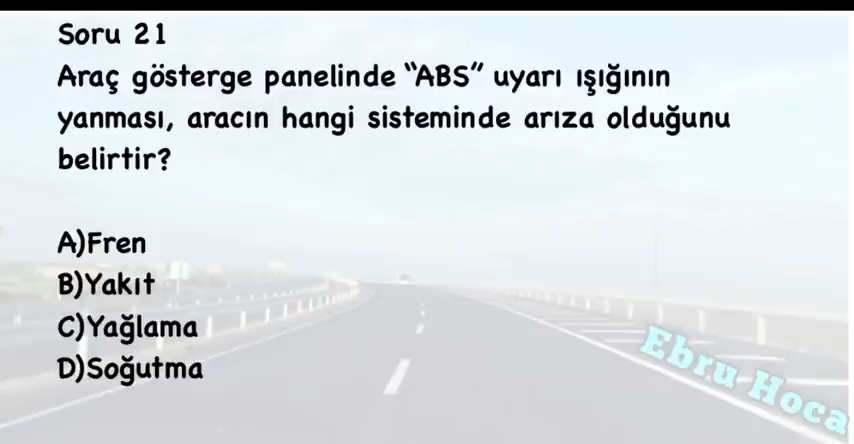 Soru 21
Araç gösterge panelinde “ABS” uyarı ışığının
yanması, aracın hangi sisteminde arıza olduğunu
belirtir?
A)Fren
B)Yakıt
C)Yağlama
D)Soğutma
Ebru Hoca